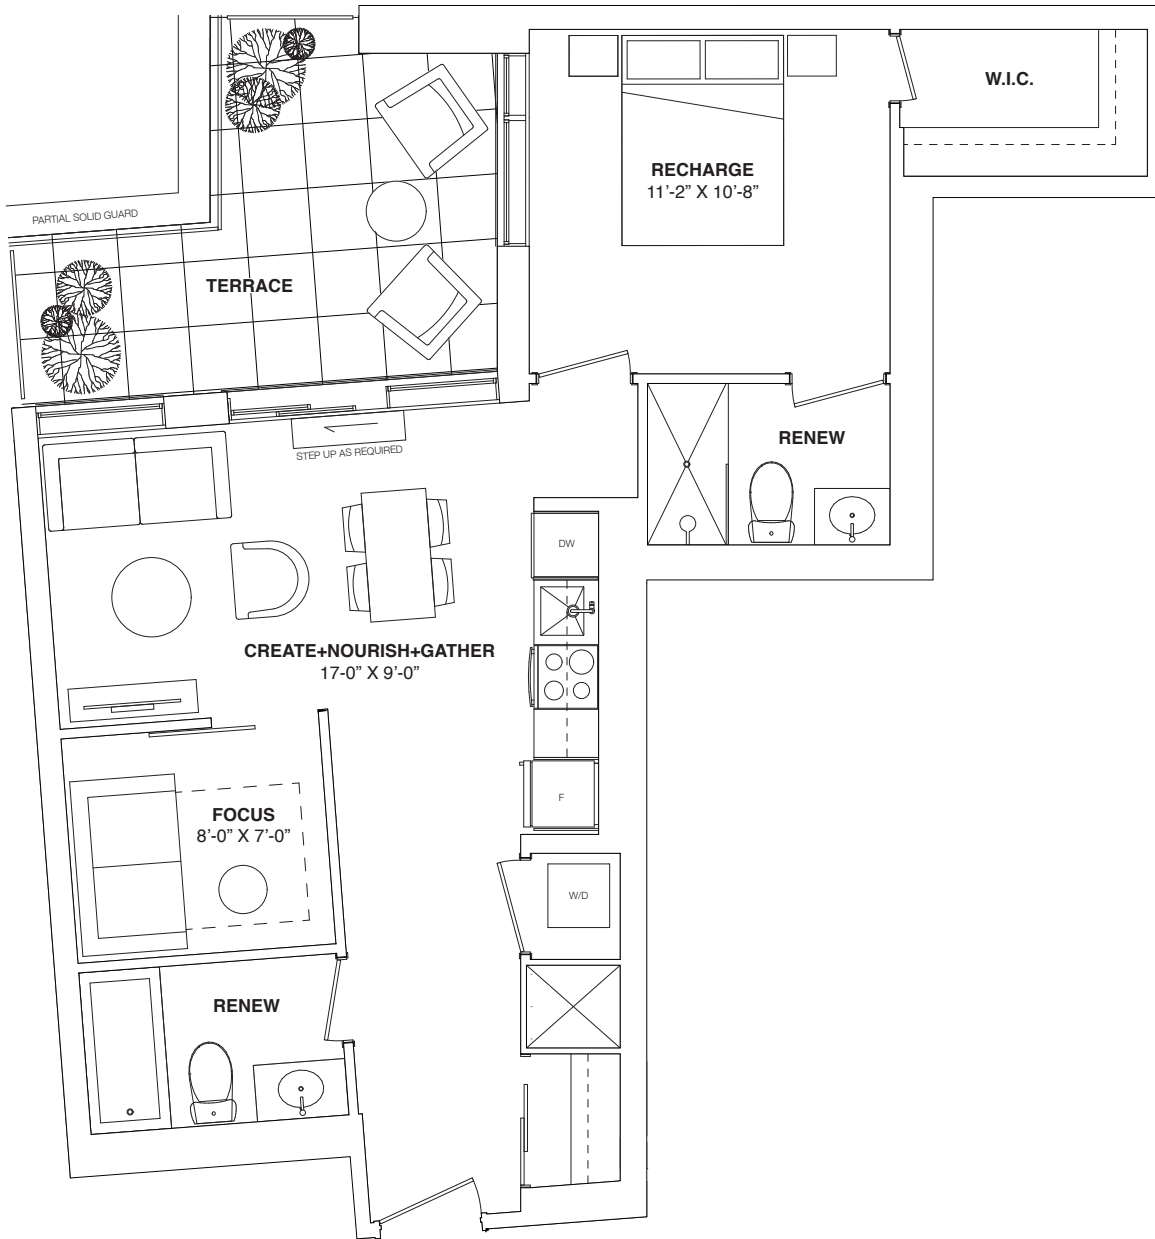 W.I.C.
RECHARGE
11'-2” X 10'-8”
PARTIAL SOLID GUARD
TERRACE
RENEW
STEP UP AS REQUIRED
DW
CREATE+NOURISH+GATHER
17-0” X 9'-0”
F
FOCUS
8'-0” X 7'-0”
W/D
RENEW